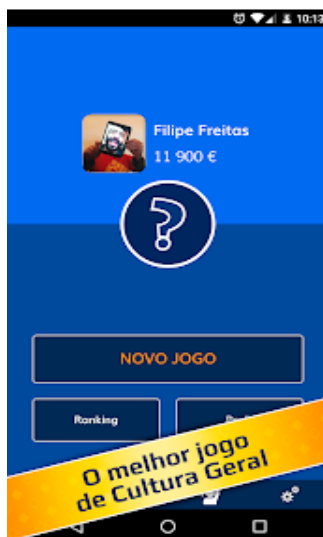 10:13
Filipe Freitas
11 900 €
?
NOVO JOGO
Ranking
O melhor jogo
de Cultura Geral